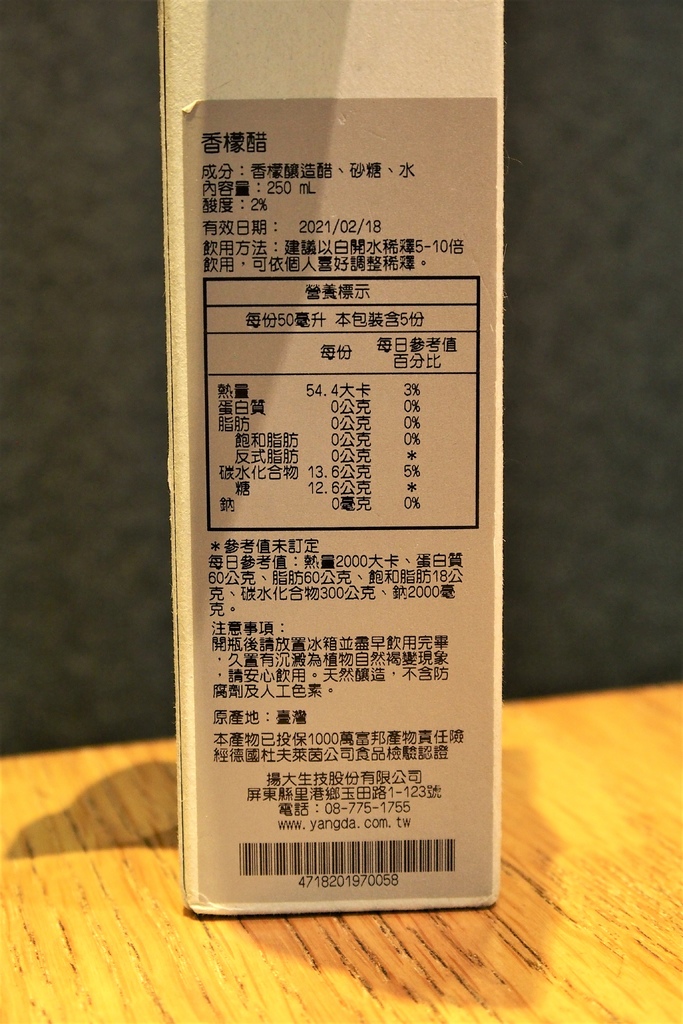 香檬醋
成分：香檬釀造醋、砂糖、水
內容量：250 mL
酸度：2%
有效日期： 2021/02/18
飲用方法：建議以白開水稀釋5-10倍
飲用，可依個人喜好調整稀釋。
營養標示
每份50毫升 本包裝含5份
每份 每日參考值
百分比
熱量 54.4大卡 3%
蛋白質 0公克 0%
脂肪 0公克 0%
飽和脂肪 0公克 0%
反式脂肪 0公克 *
碳水化合物 13.6公克 5%
糖 12.6公克 *
鈉 0毫克 0%
*參考值未訂定
每日參考值：熱量2000大卡、蛋白質
60公克、脂肪60公克、飽和脂肪18公
克、碳水化合物300公克、鈉2000毫
克。
注意事項：
開瓶後請放置冰箱並盡早飲用完畢
，久置有沉澱為植物自然褐變現象
，請安心飲用。天然釀造，不含防
腐劑及人工色素。
原產地：臺灣
本產物已投保1000萬富邦產物責任險
經德國杜夫萊茵公司食品檢驗認證
揚大生技股份有限公司
屏東縣里港鄉玉田路1-123號
電話：08-775-1755
www.yangda.com.tw
4718201970058